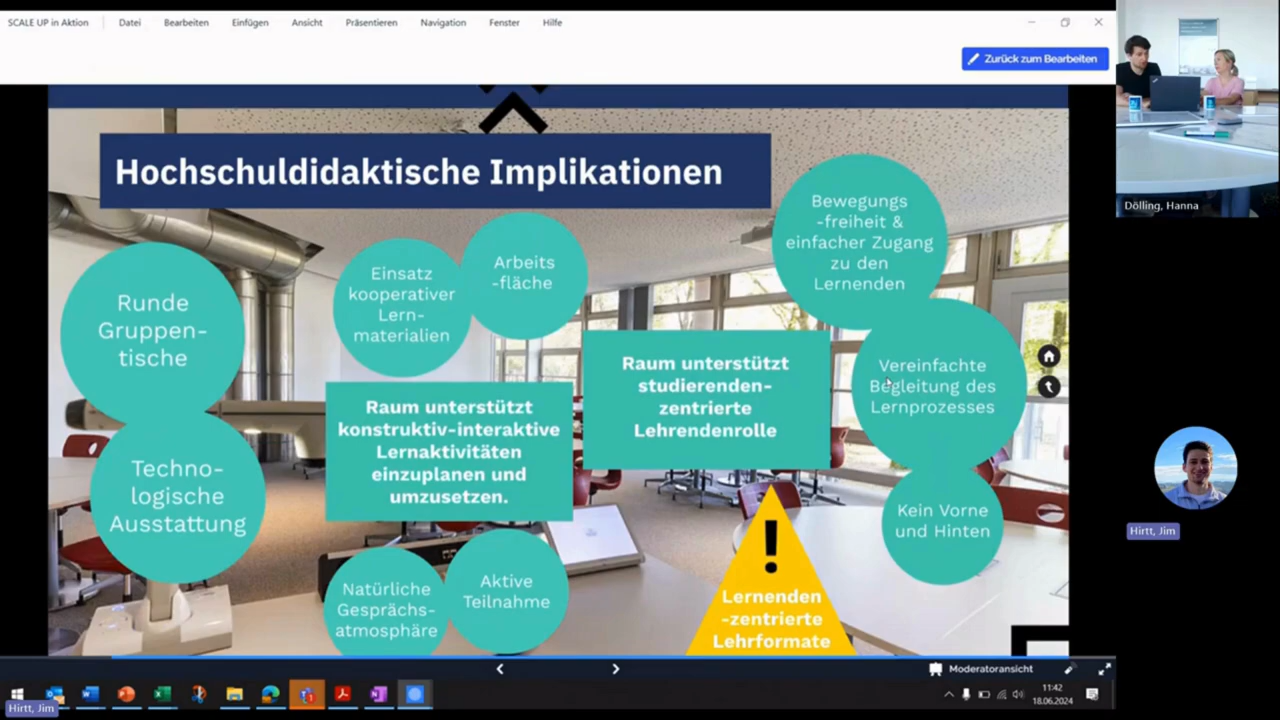 SCALE UP in Aktion
Datei
Bearbeiten
Einfügen
Ansicht
Präsentieren
Navigation
Fenster
Hilfe
Zurück zum Bearbeiten
Hochschuldidaktische Implikationen
Runde
Gruppen-
tische
Techno-
logische
Ausstattung
Einsatz
kooperativer
Lern-
materialien
Arbeits
-fläche
Raum unterstützt
konstruktiv-interaktive
Lernaktivitäten
einzuplanen und
umzusetzen.
Natürliche
Gesprächs-
atmosphäre
Aktive
Teilnahme
Raum unterstützt
studierenden-
zentrierte
Lehrendenrolle
Bewegungs
-freiheit &
einfacher Zugang
zu den
Lernenden
Vereinfachte
Begleitung des
Lernprozesses
Kein Vorne
und Hinten
!
Lernenden
-zentrierte
Lehrformate
Dölling, Hanna
Hirtt, Jim
Moderatoransicht
11:42
18.06.2024
Hirtt, Jim